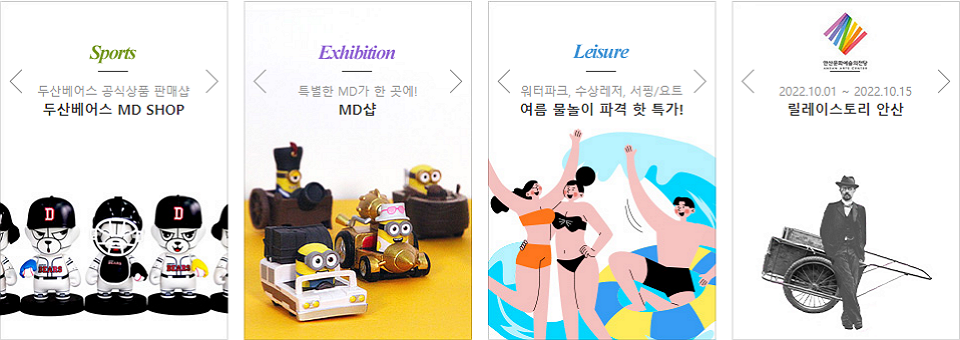 Sports
두산베어스 공식상품 판매샵
두산베어스 MD SHOP
D
BEARS
D
BEARS
Exhibition
특별한 MD가 한 곳에!
MD샵
Leisure
워터파크, 수상레저, 서핑/요트
여름 물놀이 파격 핫 특가!
안산문화예술의전당
ANSAN ARTS CENTER
2022.10.01 ~ 2022.10.15
릴레이스토리 안산